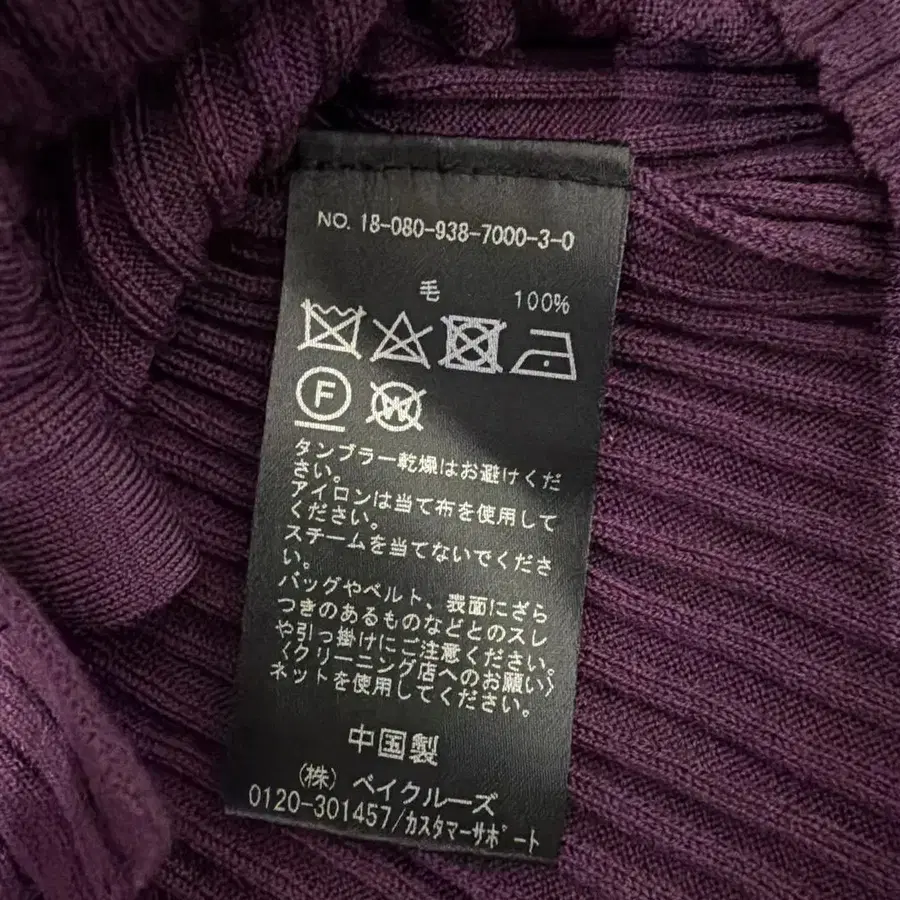 NO. 18-080-938-7000-3-0
毛 100%
F W
タンブラー乾燥はお避けくだ
さい。
アイロンは当て布を使用して
ください。
スチームを当てないでくださ
い。
バッグやベルト、表面にざら
つきのあるものなどとのスレ
や引っ掛けにご注意ください。
〈クリーニング店へのお願い〉
ネットを使用してください。
中国製
(株) ベイクルーズ
0120-301457/カスタマーサポート